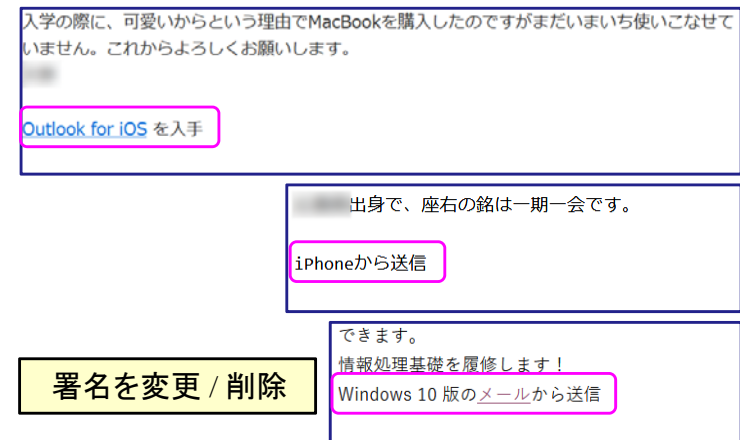 入学の際に、可愛いからという理由でMacBookを購入したのですがまだいまいち使いこなせて
いません。これからよろしくお願いします。
Outlook for iOS を入手
出身で、座右の銘は一期一会です。
iPhoneから送信
できます。
情報処理基礎を履修します！
Windows 10 版のメールから送信
署名を変更 / 削除